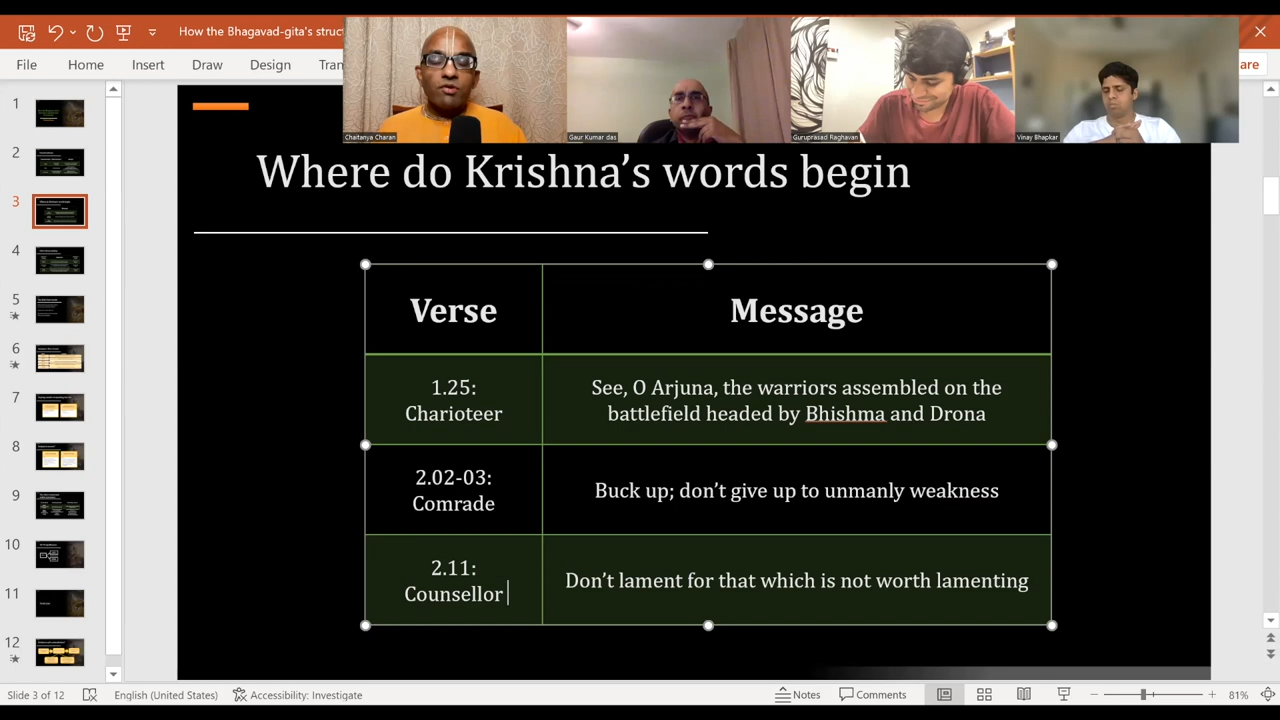 How the Bhagavad-gita's struct
are
File
Home
Insert
Draw
Design
Tran
Chaitanya Charan
Gaur Kumar das
Guruprasad Raghavan
Vinay Bhapkar
1
2
3
4
5
6
7
8
9
10
11
12
Where do Krishna’s words begin
Verse
Message
1.25:
Charioteer
See, O Arjuna, the warriors assembled on the
battlefield headed by Bhishma and Drona
2.02-03:
Comrade
Buck up; don’t give up to unmanly weakness
2.11:
Counsellor
Don’t lament for that which is not worth lamenting
Slide 3 of 12
English (United States)
Accessibility: Investigate
Notes
Comments
81%